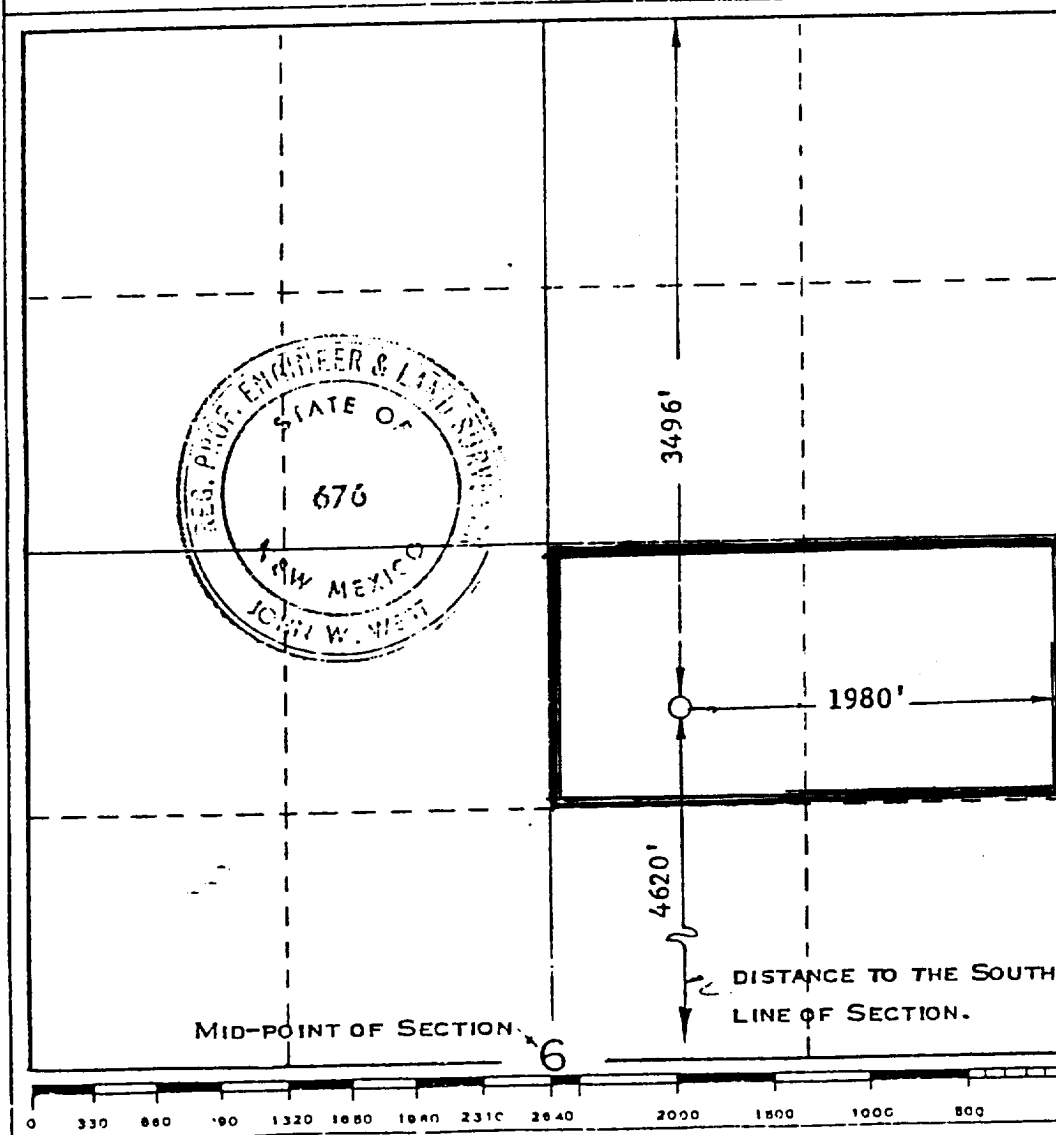 3496'
REG. PROF. ENGINEER & LAND
STATE OF
676
NEW MEXICO
JOHN W. WEST
1980'
4620'
DISTANCE TO THE SOUTH
LINE OF SECTION.
MID-POINT OF SECTION
6
0 330 660 90 1320 1650 1980 2310 2640 2000 1500 1000 500